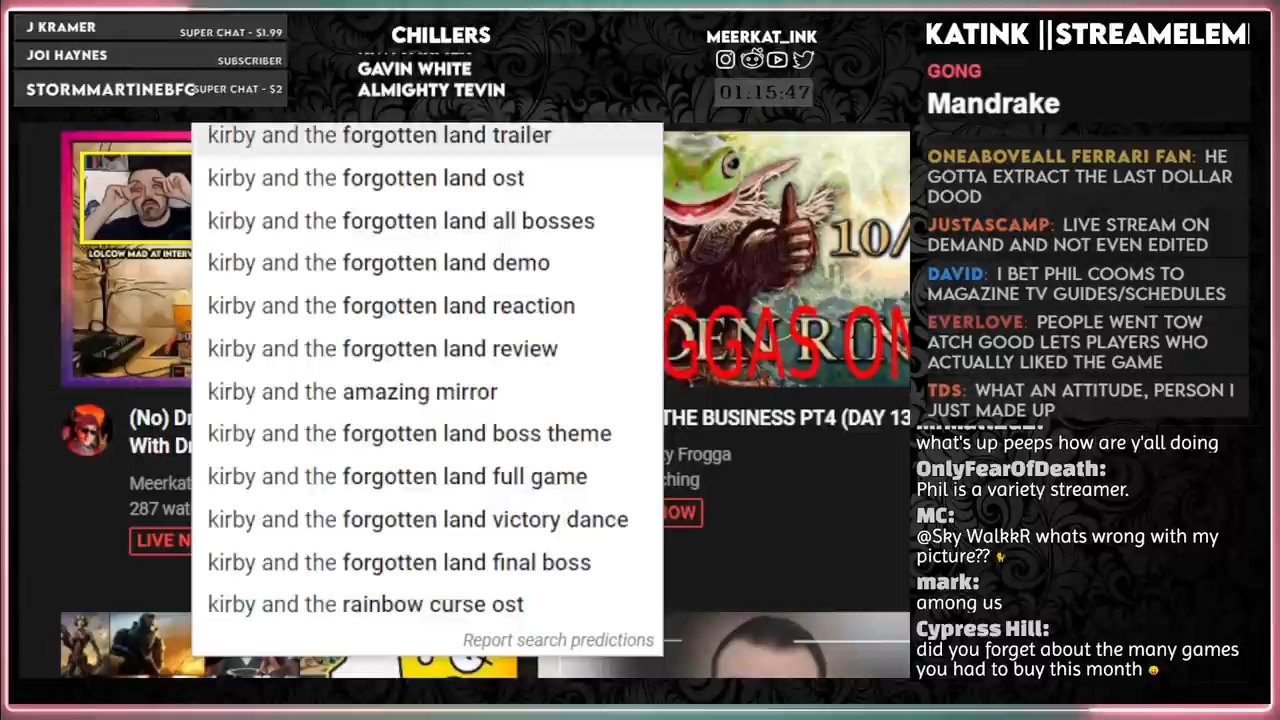 J KRAMER
SUPER CHAT - $1.99
JOI HAYNES
SUBSCRIBER
STORMMARTINEBFG
SUPER CHAT - $2
CHILLERS
GAVIN WHITE
ALMIGHTY TEVIN
MEERKAT_INK
01:15:47
KATINK ||STREAMELEM
GONG
Mandrake
kirby and the forgotten land trailer
kirby and the forgotten land ost
kirby and the forgotten land all bosses
kirby and the forgotten land demo
kirby and the forgotten land reaction
kirby and the forgotten land review
kirby and the amazing mirror
kirby and the forgotten land boss theme
kirby and the forgotten land full game
kirby and the forgotten land victory dance
kirby and the forgotten land final boss
kirby and the rainbow curse ost
Report search predictions
LOLCOW MAD AT INTERV
(No) Dr
With Dr
Meerkat
287 wat
LIVE N
10/
DEN RIN
GGAS ON
THE BUSINESS PT4 (DAY 13
y Frogga
ching
OW
ONEABOVEALL FERRARI FAN: HE
GOTTA EXTRACT THE LAST DOLLAR
DOOD
JUSTASCAMP: LIVE STREAM ON
DEMAND AND NOT EVEN EDITED
DAVID: I BET PHIL COOMS TO
MAGAZINE TV GUIDES/SCHEDULES
EVERLOVE: PEOPLE WENT TOW
ATCH GOOD LETS PLAYERS WHO
ACTUALLY LIKED THE GAME
TDS: WHAT AN ATTITUDE, PERSON I
JUST MADE UP
what's up peeps how are y'all doing
OnlyFearOfDeath:
Phil is a variety streamer.
MC:
@Sky WalkkR whats wrong with my
picture??
mark:
among us
Cypress Hill:
did you forget about the many games
you had to buy this month